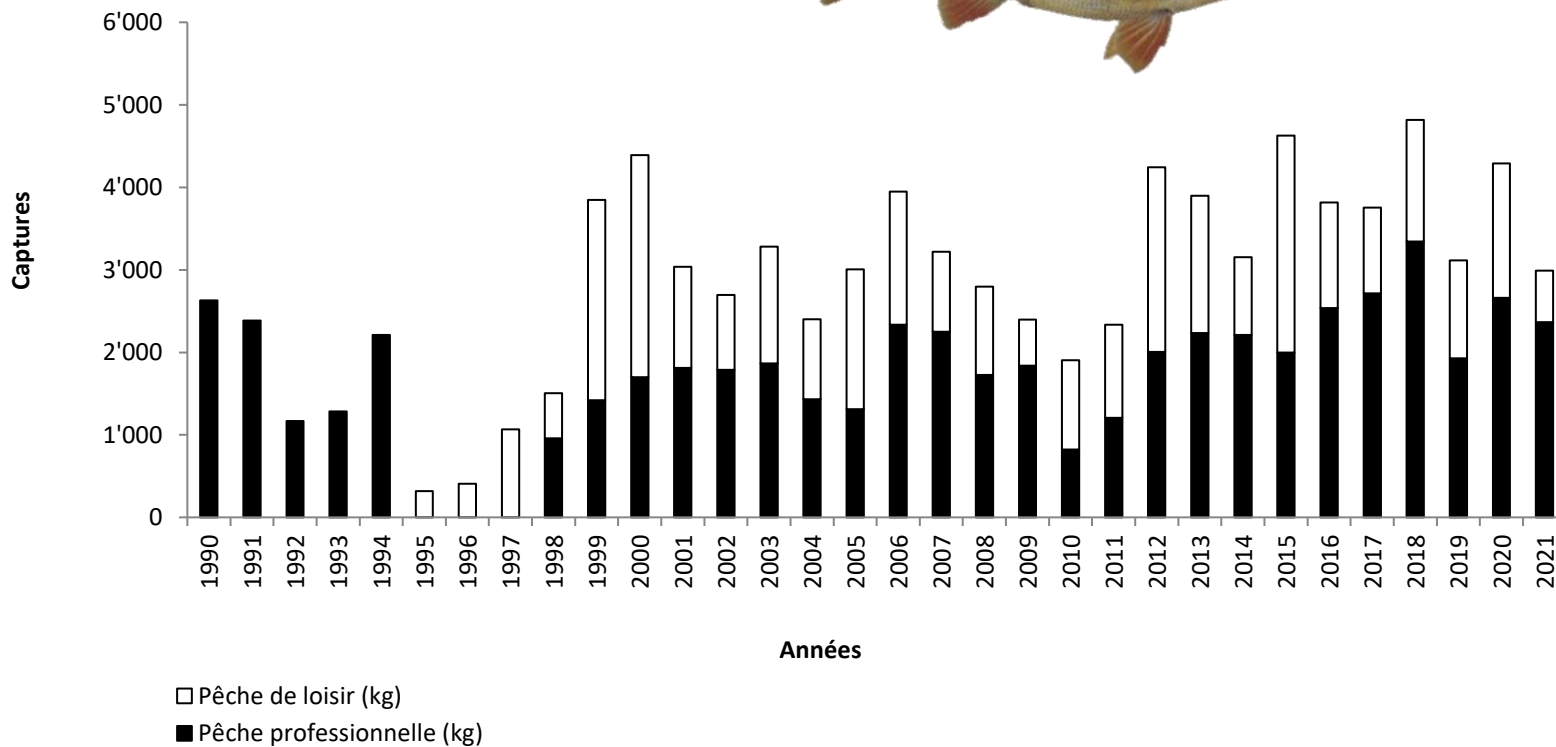 6'000
5'000
4'000
3'000
2'000
1'000
0
Captures
1990 1991 1992 1993 1994 1995 1996 1997 1998 1999 2000 2001 2002 2003 2004 2005 2006 2007 2008 2009 2010 2011 2012 2013 2014 2015 2016 2017 2018 2019 2020 2021
Années
Pêche de loisir (kg)
Pêche professionnelle (kg)